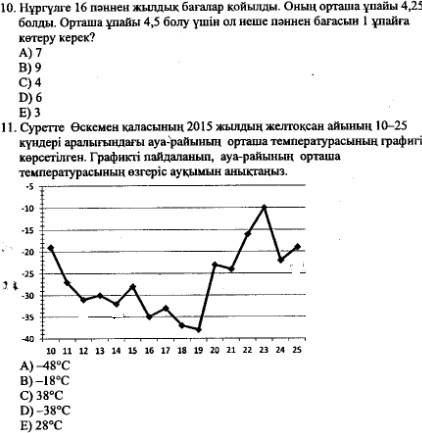 10. Нұргүлге 16 пәннен жылдық бағалар қойылды. Оның орташа ұпайы 4,25
болды. Орташа ұпайы 4,5 болу үшін ол неше пәннен бағасын 1 ұпайға
көтеру керек?
A) 7
B) 9
C) 4
D) 6
E) 3
11. Суретте Өскемен қаласының 2015 жылдың желтоқсан айының 10–25
күндері аралығындағы ауа-райының орташа температурасының графигі
көрсетілген. Графикті пайдаланып, ауа-райының орташа
температурасының өзгеріс ауқымын анықтаңыз.
-5
-10
-15
-20
-25
-30
-35
-40
10 11 12 13 14 15 16 17 18 19 20 21 22 23 24 25
A) –48°C
B) –18°C
C) 38°C
D) –38°C
E) 28°C